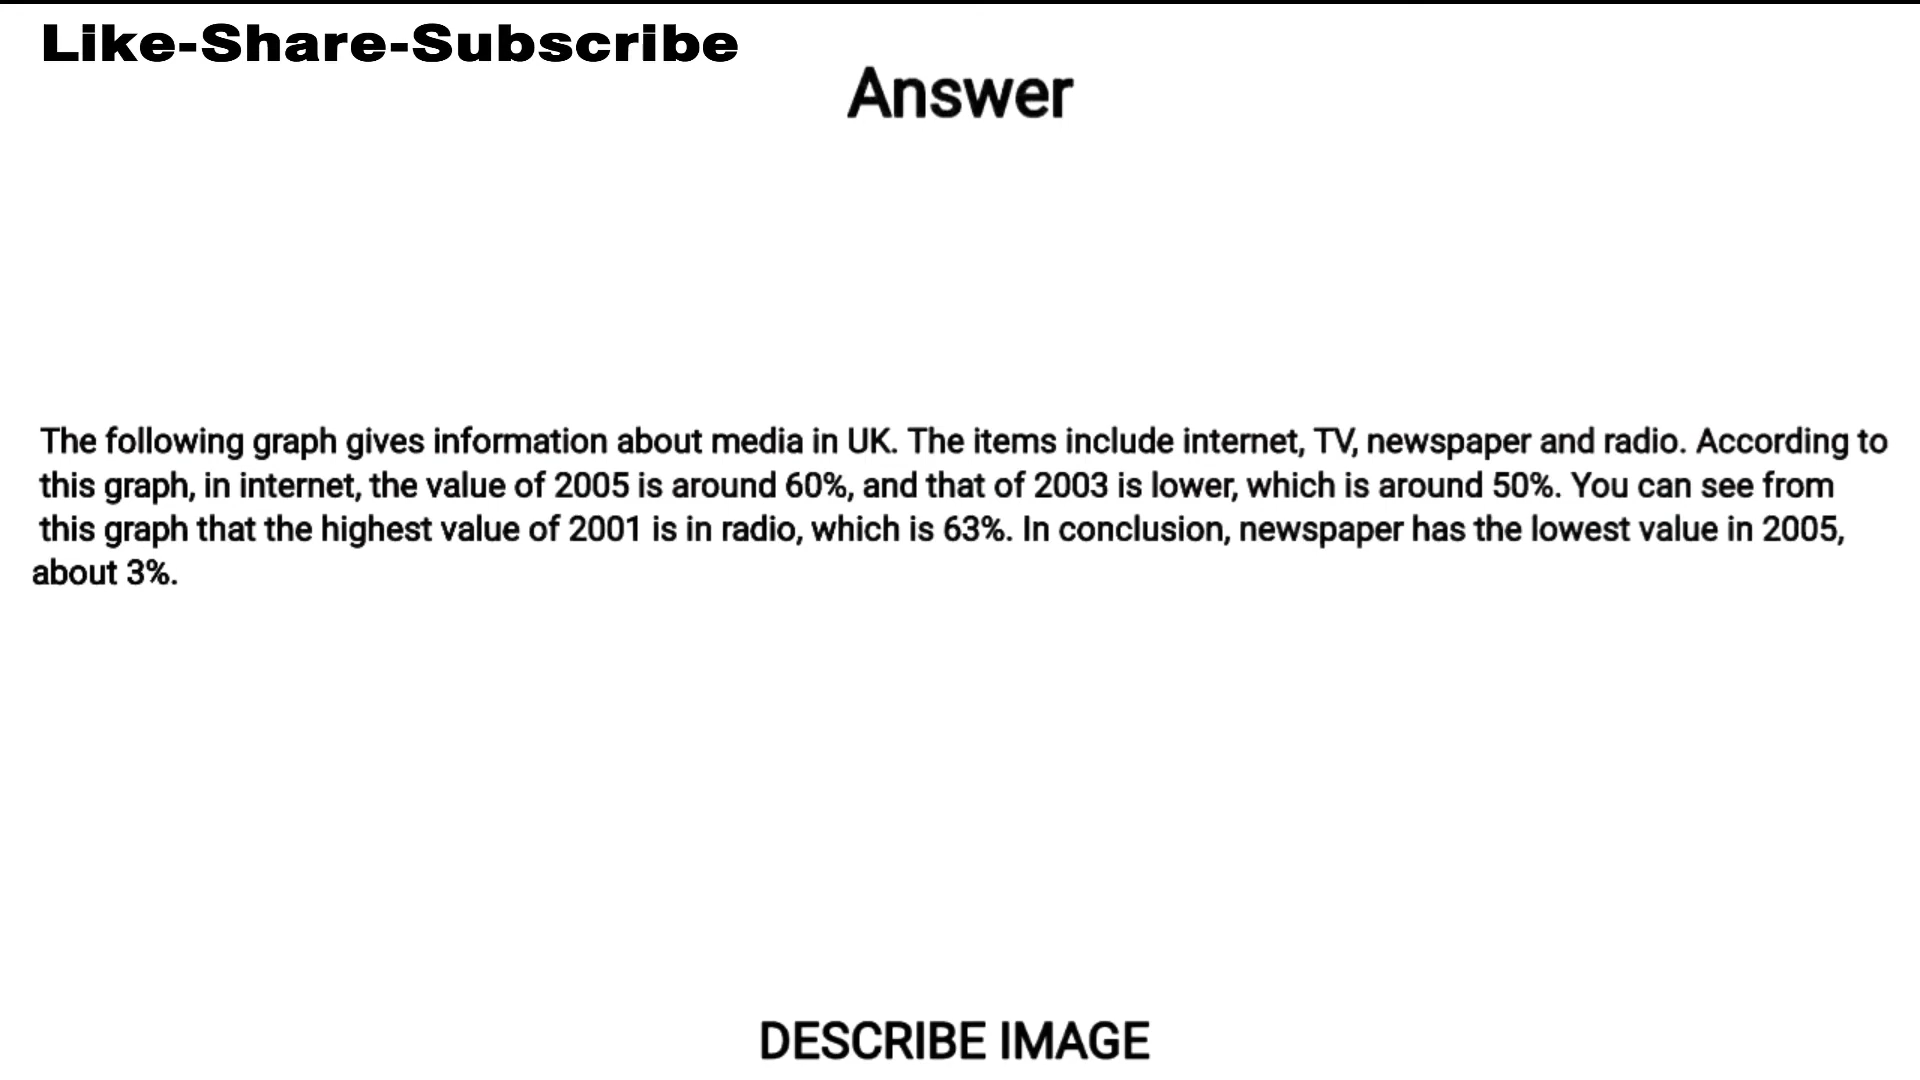 Like-Share-Subscribe
Answer
The following graph gives information about media in UK. The items include internet, TV, newspaper and radio. According to
this graph, in internet, the value of 2005 is around 60%, and that of 2003 is lower, which is around 50%. You can see from
this graph that the highest value of 2001 is in radio, which is 63%. In conclusion, newspaper has the lowest value in 2005,
about 3%.
DESCRIBE IMAGE